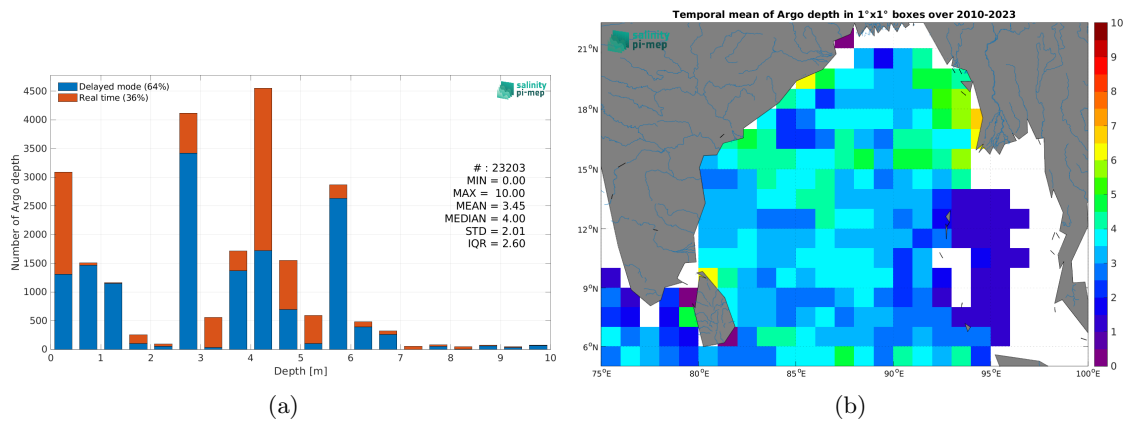 Temporal mean of Argo depth in 1°x1° boxes over 2010-2023
Delayed mode (64%)
Real time (36%)
salinity
pi-mep
# : 23203
MIN = 0.00
MAX = 10.00
MEAN = 3.45
MEDIAN = 4.00
STD = 2.01
IQR = 2.60
Number of Argo depth
4500
4000
3500
3000
2500
2000
1500
1000
500
0
0 1 2 3 4 5 6 7 8 9 10
Depth [m]
(a)
salinity
pi-mep
21°N
18°N
15°N
12°N
9°N
6°N
75°E 80°E 85°E 90°E 95°E 100°E
10
9
8
7
6
5
4
3
2
1
0
(b)